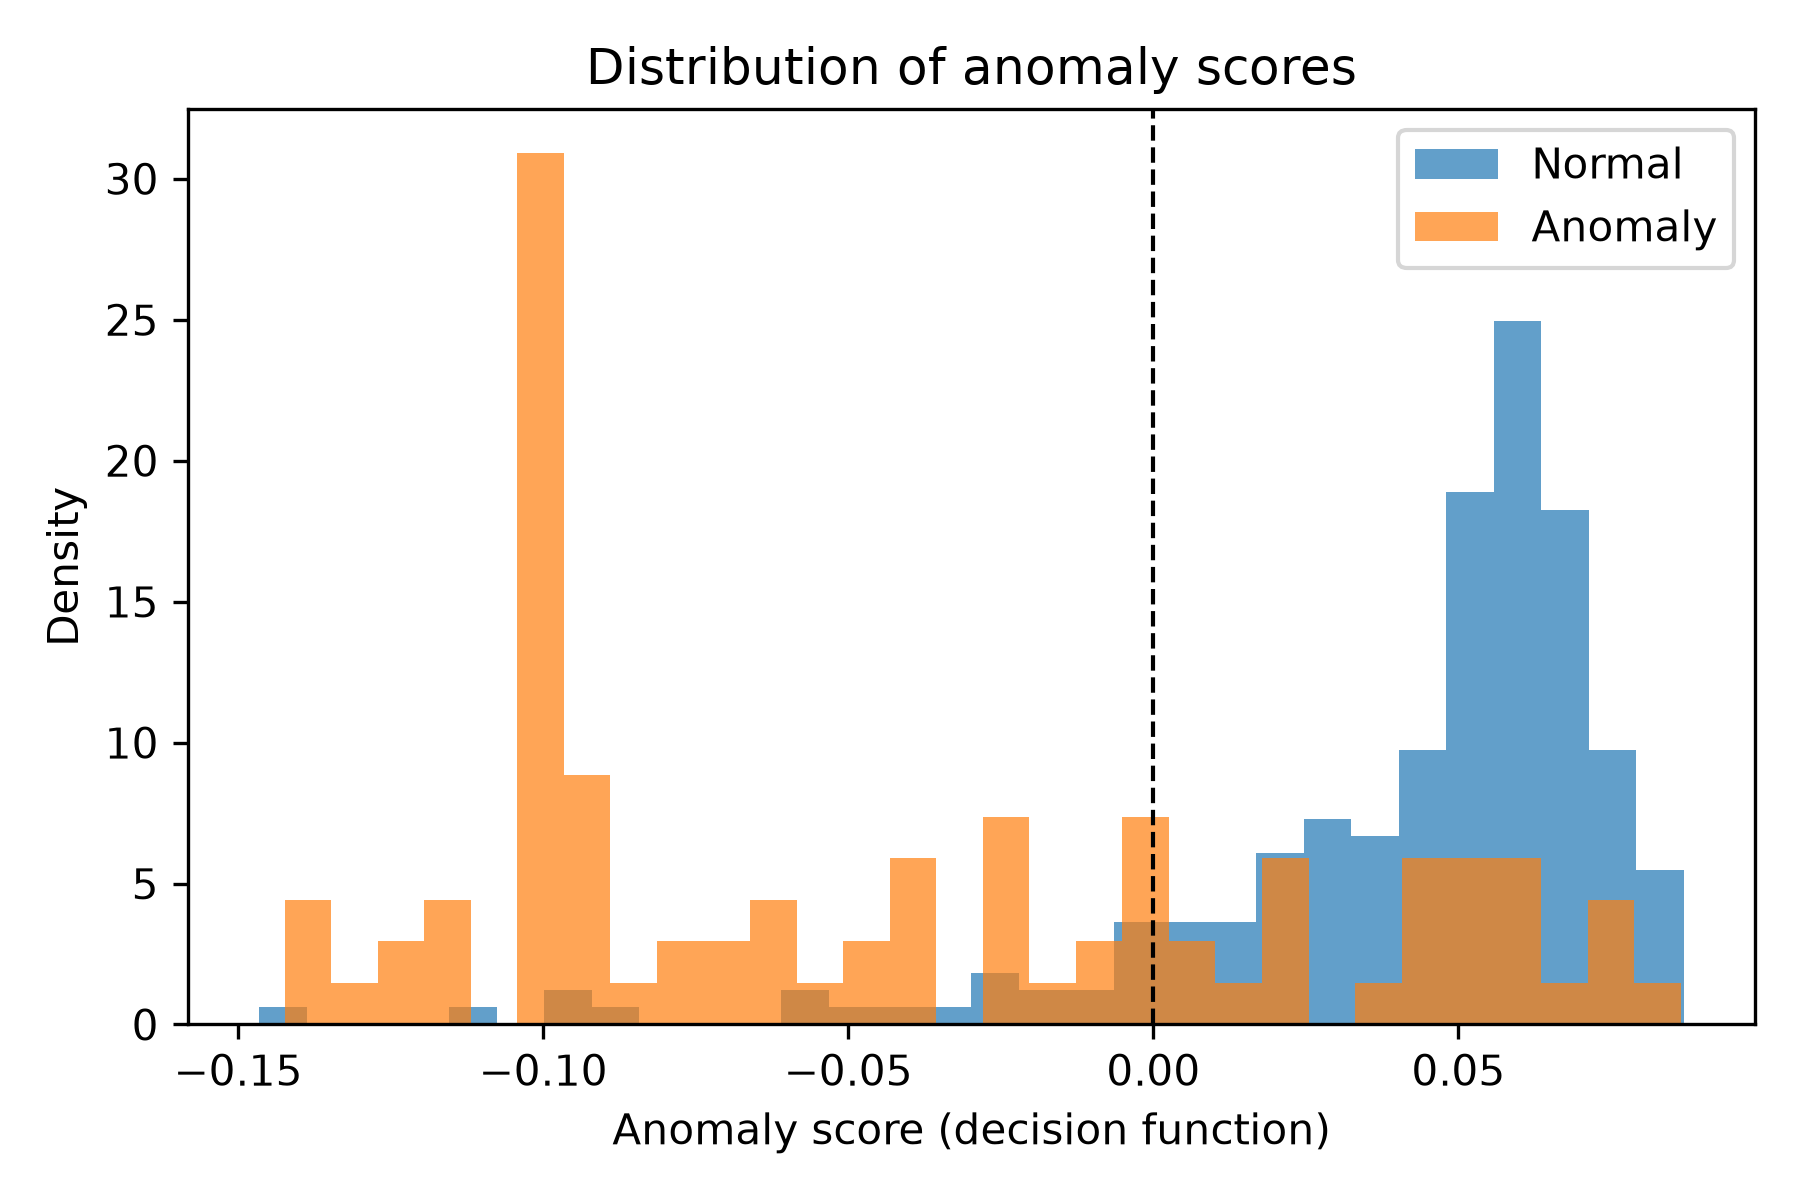 Distribution of anomaly scores
Normal
Anomaly
30
25
20
15
10
5
0
Density
−0.15
−0.10
−0.05
0.00
0.05
Anomaly score (decision function)